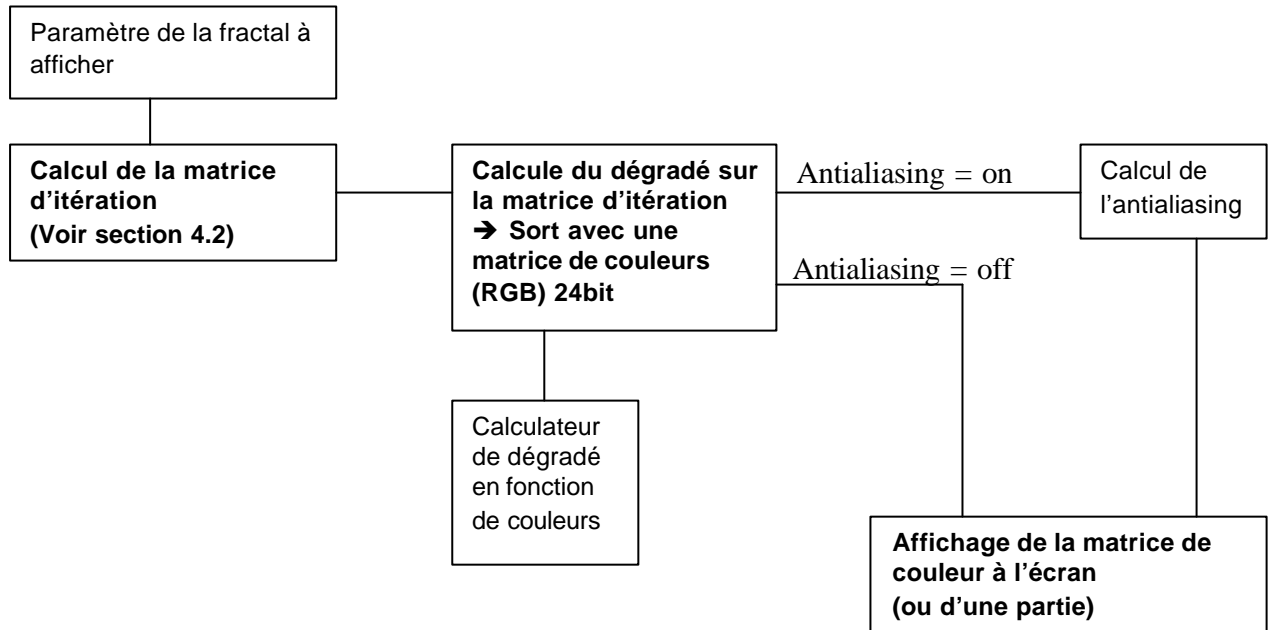 Paramètre de la fractal à
afficher
Calcul de la matrice
d’itération
(Voir section 4.2)
Calcule du dégradé sur
la matrice d’itération
➔ Sort avec une
matrice de couleurs
(RGB) 24bit
Antialiasing = on
Antialiasing = off
Calcul de
l’antialiasing
Calculateur
de dégradé
en fonction
de couleurs
Affichage de la matrice de
couleur à l’écran
(ou d’une partie)